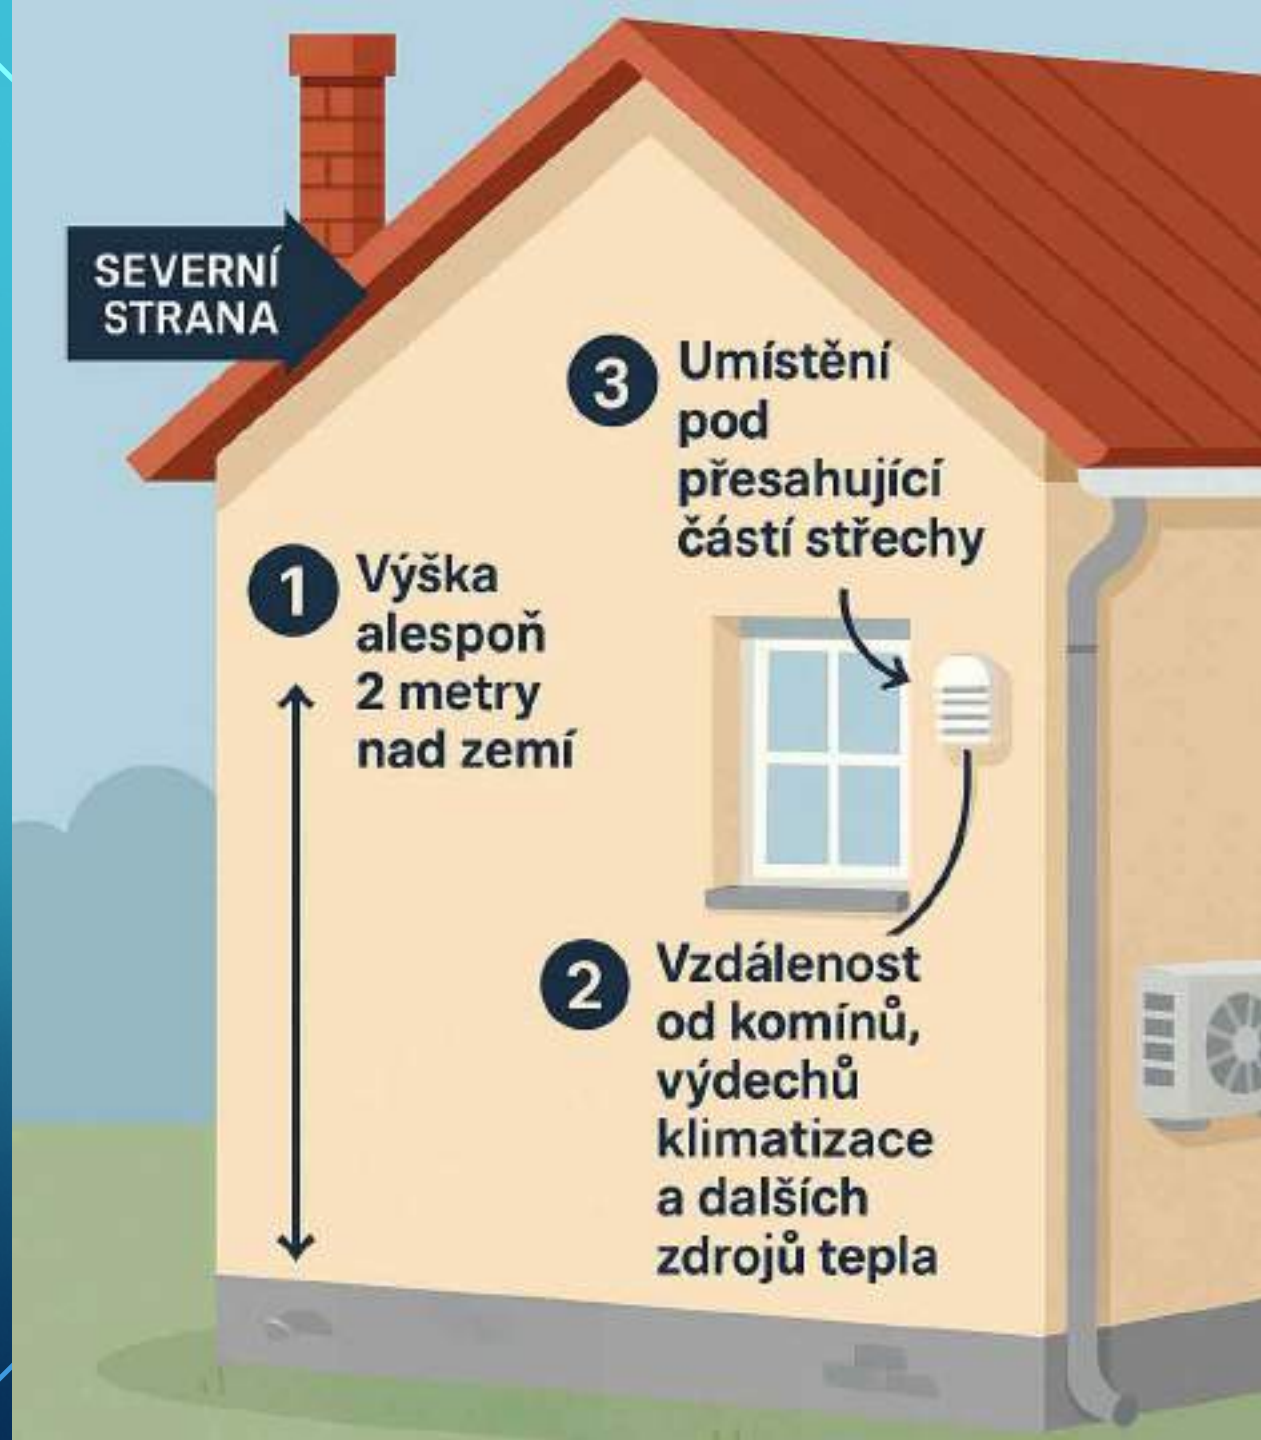 SEVERNÍ
STRANA
1 Výška
alespoň
2 metry
nad zemí
2 Vzdálenost
od komínů,
výdechů
klimatizace
a dalších
zdrojů tepla
3 Umístění
pod
přesahující
částí střechy